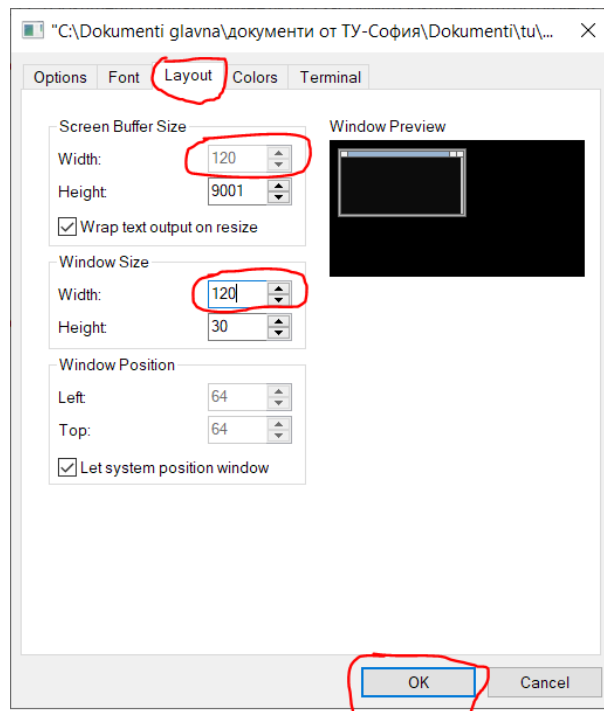 "C:\Dokumenti glavna\документи от ТУ-София\Dokumenti\tu\...
Options Font Layout Colors Terminal
Screen Buffer Size
Width: 120
Height: 9001
Wrap text output on resize
Window Size
Width: 120
Height: 30
Window Position
Left: 64
Top: 64
Let system position window
Window Preview
OK Cancel